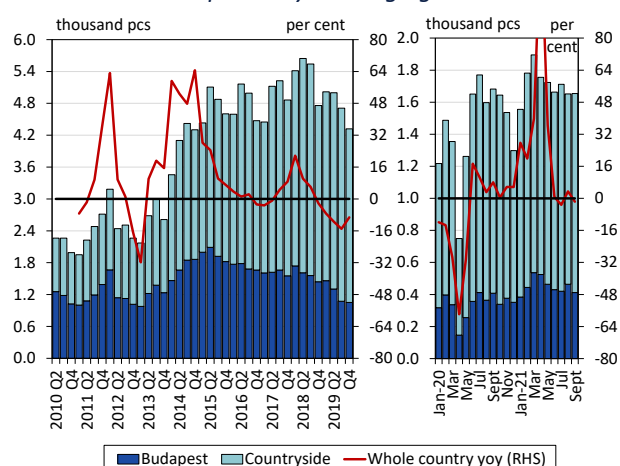 thousand pcs per cent
6.0
5.4
4.8
4.2
3.6
3.0
2.4
1.8
1.2
0.6
0.0
80
64
48
32
16
0
-16
-32
-48
-64
-80
2010 Q2
Q4
2011 Q2
Q4
2012 Q2
Q4
2013 Q2
Q4
2014 Q2
Q4
2015 Q2
Q4
2016 Q2
Q4
2017 Q2
Q4
2018 Q2
Q4
2019 Q2
Q4
thousand pcs per
cent
2.0
1.8
1.6
1.4
1.2
1.0
0.8
0.6
0.4
0.2
0.0
80
64
48
32
16
0
-16
-32
-48
-64
-80
Jan-20
Mar
May
Jul
Sept
Nov
Jan-21
Mar
May
Jul
Sept
Budapest Countryside Whole country yoy (RHS)